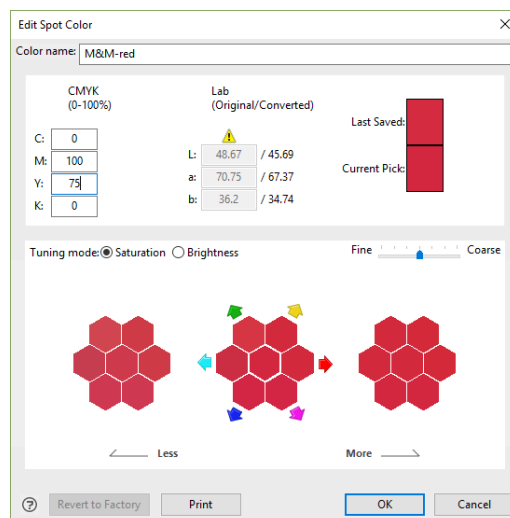 Edit Spot Color
Color name: M&M-red
CMYK
(0-100%)
Lab
(Original/Converted)
C: 0
M: 100
Y: 75
K: 0
L: 48.67 / 45.69
a: 70.75 / 67.37
b: 36.2 / 34.74
Last Saved:
Current Pick:
Tuning mode: Saturation Brightness
Fine Coarse
Less
More
? Revert to Factory Print OK Cancel